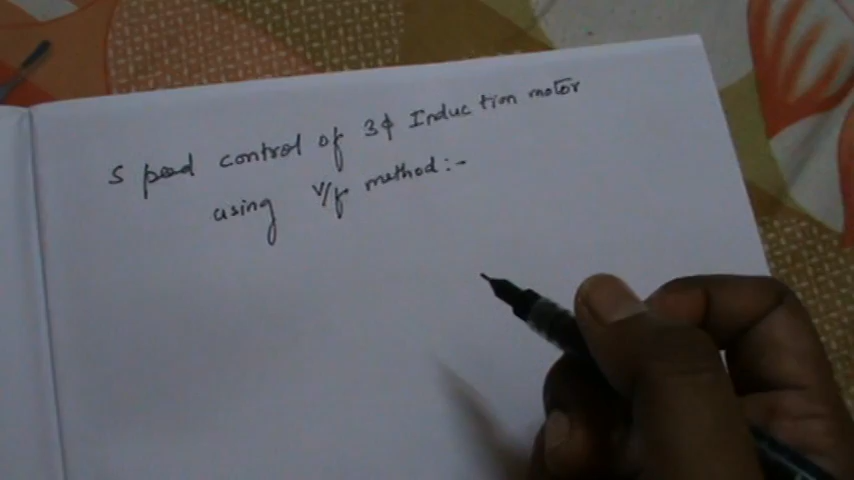 Speed control of 3φ Induction motor
using V/f method:-